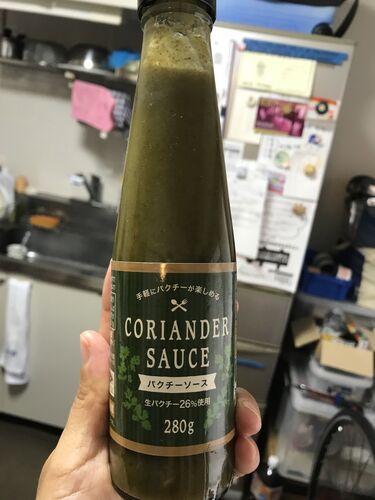 手軽にパクチーが楽しめる
CORIANDER
SAUCE
パクチーソース
生パクチー26%使用
280g